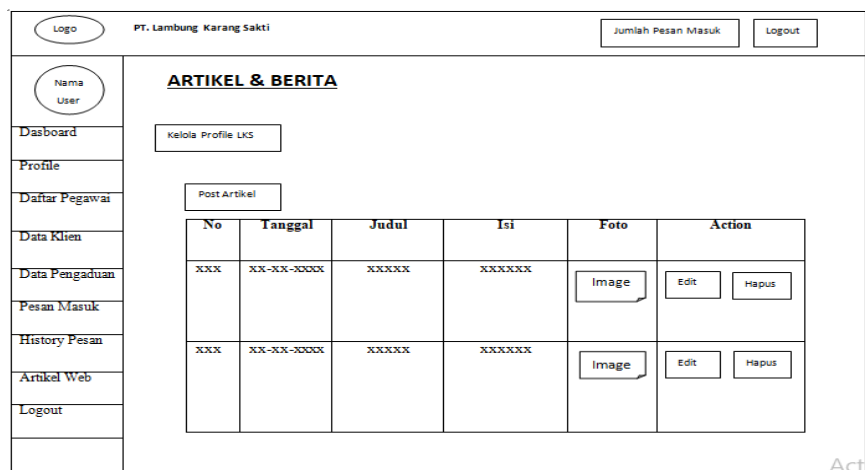 Logo
PT. Lambung Karang Sakti
Jumlah Pesan Masuk
Logout
Nama
User
ARTIKEL & BERITA
Dasboard
Kelola Profile LKS
Profile
Daftar Pegawai
Data Klien
Data Pengaduan
Pesan Masuk
History Pesan
Artikel Web
Logout
Post Artikel
No Tanggal Judul Isi Foto Action
xxx xx-xx-xxxx xxxxx xxxxxx Image Edit Hapus
xxx xx-xx-xxxx xxxxx xxxxxx Image Edit Hapus
Act